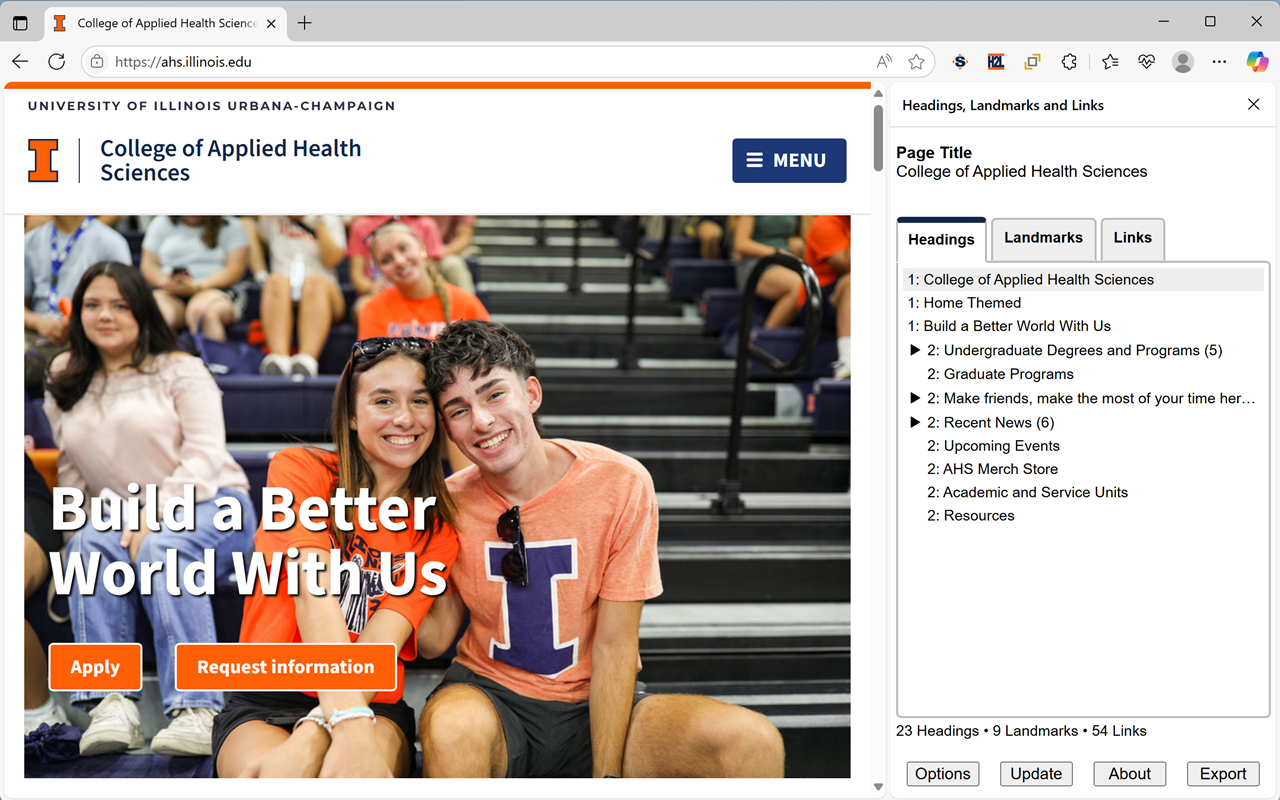 College of Applied Health Science
https://ahs.illinois.edu
H2L
UNIVERSITY OF ILLINOIS URBANA-CHAMPAIGN
College of Applied Health
Sciences
MENU
Build a Better
World With Us
Apply
Request information
Headings, Landmarks and Links
Page Title
College of Applied Health Sciences
Headings
Landmarks
Links
1: College of Applied Health Sciences
1: Home Themed
1: Build a Better World With Us
2: Undergraduate Degrees and Programs (5)
2: Graduate Programs
2: Make friends, make the most of your time her…
2: Recent News (6)
2: Upcoming Events
2: AHS Merch Store
2: Academic and Service Units
2: Resources
23 Headings • 9 Landmarks • 54 Links
Options
Update
About
Export